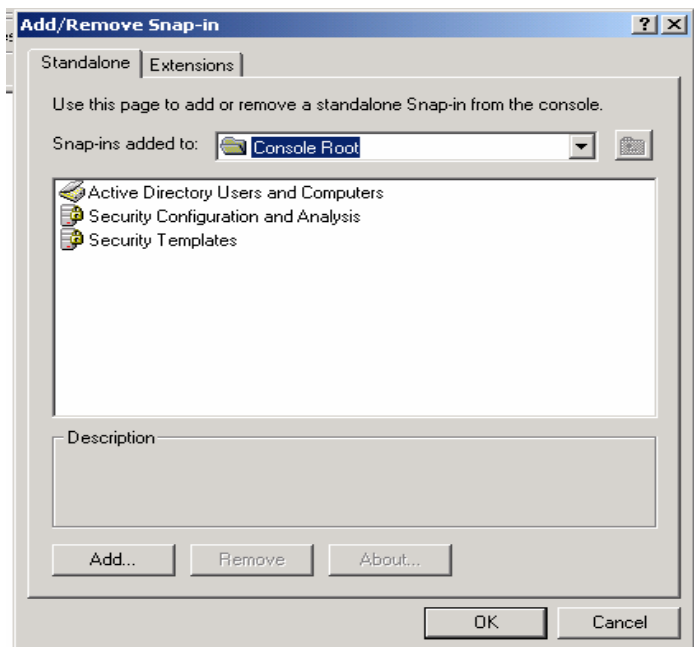 Add/Remove Snap-in
Standalone
Extensions
Use this page to add or remove a standalone Snap-in from the console.
Snap-ins added to:
Console Root
Active Directory Users and Computers
Security Configuration and Analysis
Security Templates
Description
Add...
Remove
About...
OK
Cancel